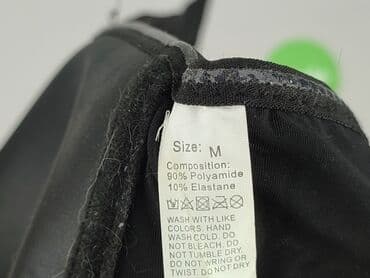 Size: M
Composition:
90% Polyamide
10% Elastane
WASH WITH LIKE
COLORS. HAND
WASH COLD. DO
NOT BLEACH. DO
NOT TUMBLE DRY.
DO NOT WRING OR
TWIST. DO NOT DRY